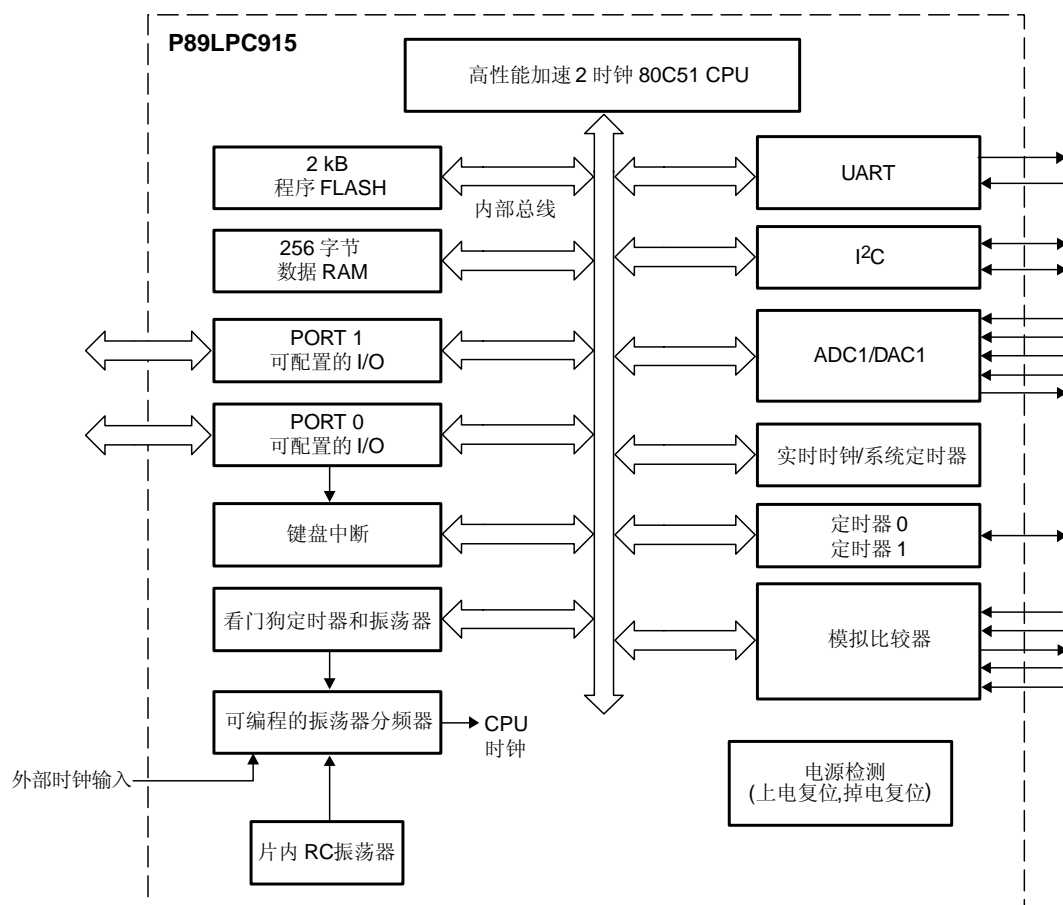 P89LPC915
高性能加速 2 时钟 80C51 CPU
2 kB
程序 FLASH
内部总线
256 字节
数据 RAM
PORT 1
可配置的 I/O
PORT 0
可配置的 I/O
键盘中断
看门狗定时器和振荡器
可编程的振荡器分频器
CPU
时钟
外部时钟输入
片内 RC振荡器
UART
I²C
ADC1/DAC1
实时时钟/系统定时器
定时器 0
定时器 1
模拟比较器
电源检测
(上电复位,掉电复位)